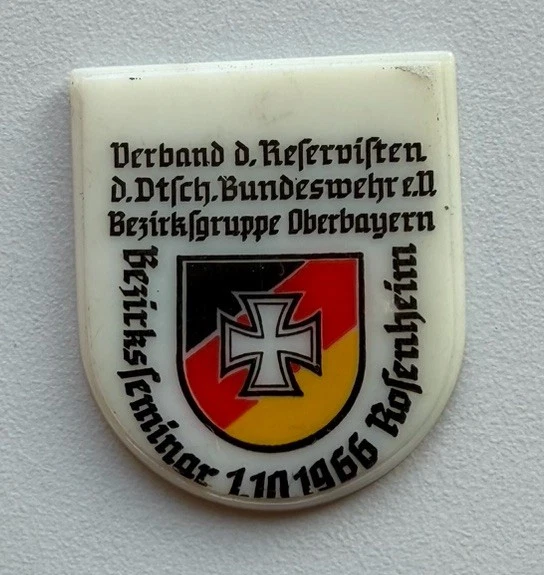 Verband d. Reſerviſten
d. Dtſch. Bundeswehr e.V.
Bezirkſgruppe Oberbayern
Bezirksſeminar 1.10 1966 Roſenheim